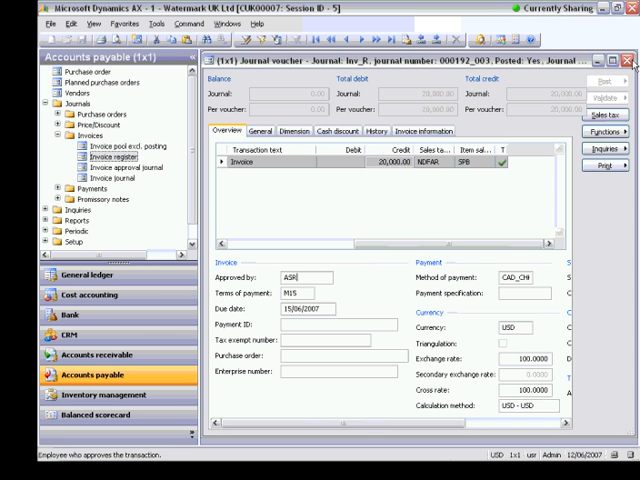 Microsoft Dynamics AX - 1 - Watermark UK Ltd [CUK00007: Session ID - 5]
Currently Sharing
File Edit View Favorites Tools Command Windows Help
Accounts payable (1x1) «
(1x1) Journal voucher - Journal: Inv_R, journal number: 000192_003, Posted: Yes, Journal ...
Purchase order
Planned purchase orders
Vendors
Journals
Purchase orders
Price/Discount
Invoices
Invoice pool excl. posting
Invoice register
Invoice approval journal
Invoice journal
Payments
Promissory notes
Inquiries
Reports
Periodic
Setup
General ledger
Cost accounting
Bank
CRM
Accounts receivable
Accounts payable
Inventory management
Balanced scorecard
Balance Total debit Total credit
Journal: 0.00 20,000.00 20,000.00
Per voucher: 0.00 20,000.00 20,000.00
Post
Validate
Sales tax
Functions
Inquiries
Print
Overview General Dimension Cash discount History Invoice information
Transaction text Debit Credit Sales ta... Item sal... T
Invoice 20,000.00 NDFAR SPB
Invoice
Approved by: ASR
Terms of payment: M15
Due date: 15/06/2007
Payment ID:
Tax exempt number:
Purchase order:
Enterprise number:
Payment
Method of payment: CAD_CH
Payment specification:
Currency
Currency: USD
Triangulation:
Exchange rate: 100.0000
Secondary exchange rate: 0.0000
Cross rate: 100.0000
Calculation method: USD - USD
Employee who approves the transaction.
USD 1x1 usr Admin 12/06/2007